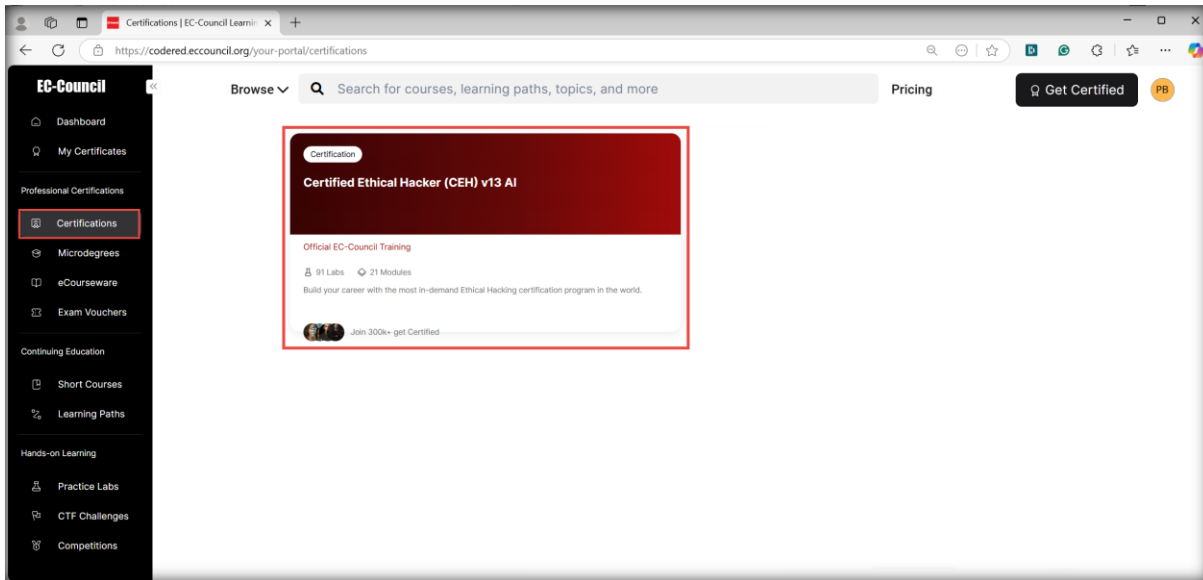 Certifications | EC-Council Learnin
https://codered.eccouncil.org/your-portal/certifications
EC-Council
Browse
Search for courses, learning paths, topics, and more
Pricing
Get Certified
PB
Dashboard
My Certificates
Professional Certifications
Certifications
Microdegrees
eCourseware
Exam Vouchers
Continuing Education
Short Courses
Learning Paths
Hands-on Learning
Practice Labs
CTF Challenges
Competitions
Certification
Certified Ethical Hacker (CEH) v13 AI
Official EC-Council Training
91 Labs 21 Modules
Build your career with the most in-demand Ethical Hacking certification program in the world.
Join 300k+ get Certified